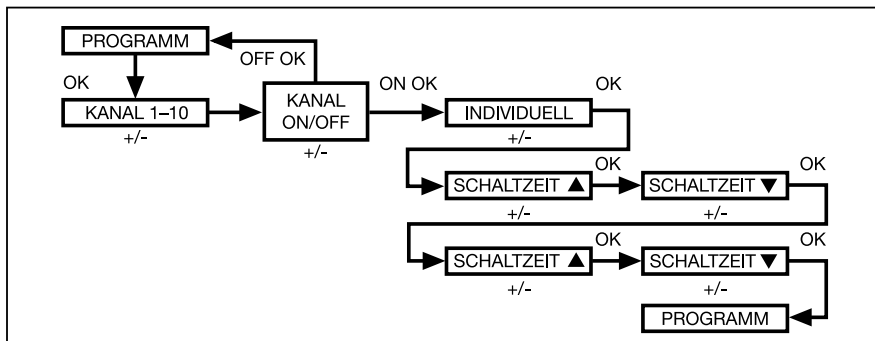 PROGRAMM
OFF OK
OK
KANAL 1–10
+/-
KANAL
ON/OFF
+/-
ON OK
INDIVIDUELL
+/-
OK
SCHALTZEIT ▲
+/-
OK
SCHALTZEIT ▼
+/-
OK
SCHALTZEIT ▲
+/-
OK
SCHALTZEIT ▼
+/-
OK
PROGRAMM